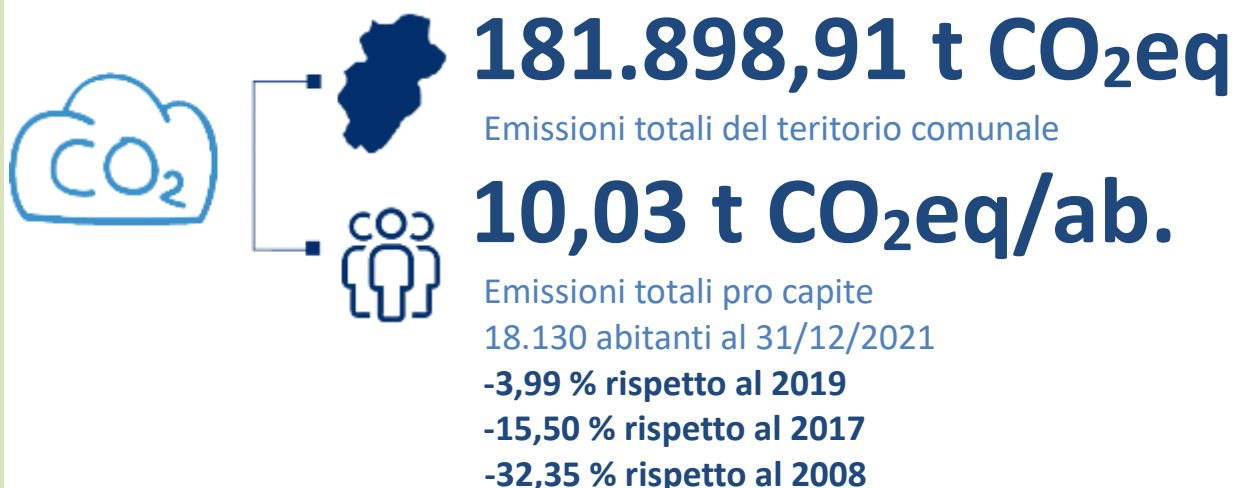 CO₂
181.898,91 t CO₂eq
Emissioni totali del teritorio comunale
10,03 t CO₂eq/ab.
Emissioni totali pro capite
18.130 abitanti al 31/12/2021
-3,99 % rispetto al 2019
-15,50 % rispetto al 2017
-32,35 % rispetto al 2008